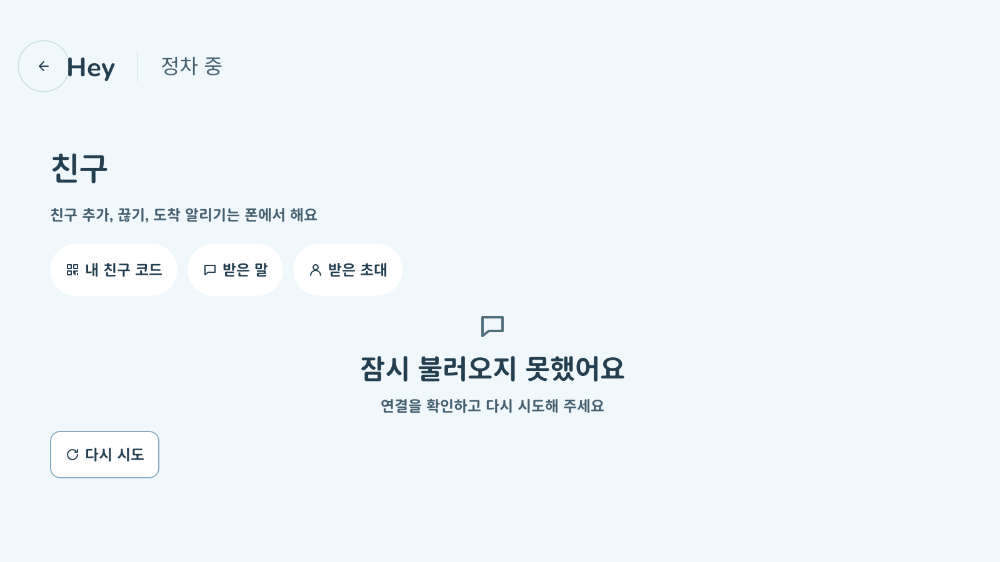 Hey
정차 중
친구
친구 추가, 끊기, 도착 알리기는 폰에서 해요
내 친구 코드
받은 말
받은 초대
잠시 불러오지 못했어요
연결을 확인하고 다시 시도해 주세요
다시 시도